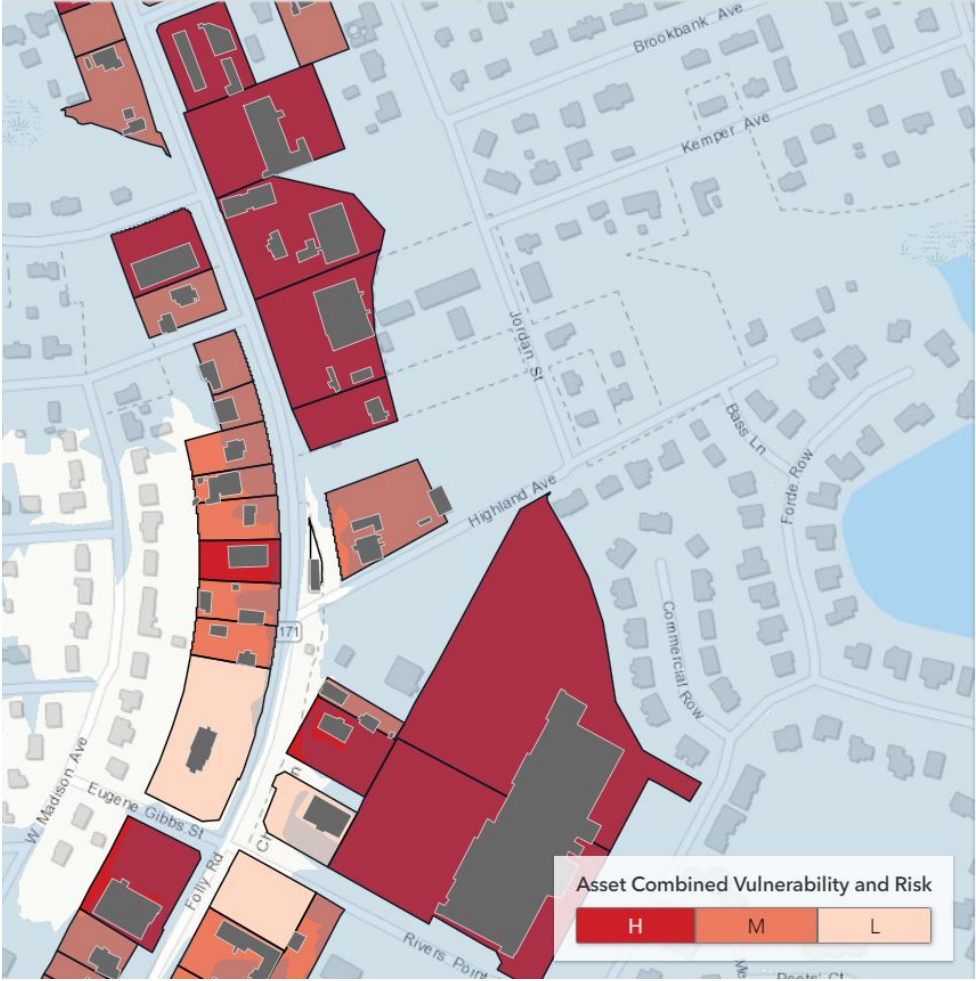 Brookbank Ave
Kemper Ave
Jordan St
Bass Ln
Forde Row
Highland Ave
Commercial Row
171
W Madison Ave
Eugene Gibbs St
Folly Rd
Rivers Point
Asset Combined Vulnerability and Risk
H M L